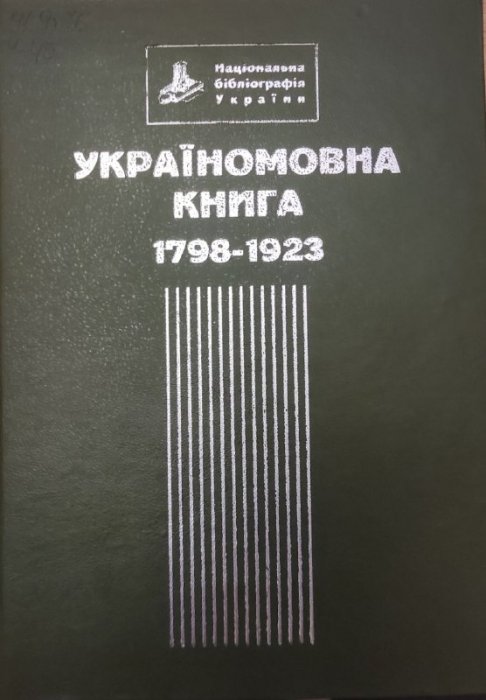 Національна
бібліографія
України
УКРАЇНОМОВНА
КНИГА
1798-1923